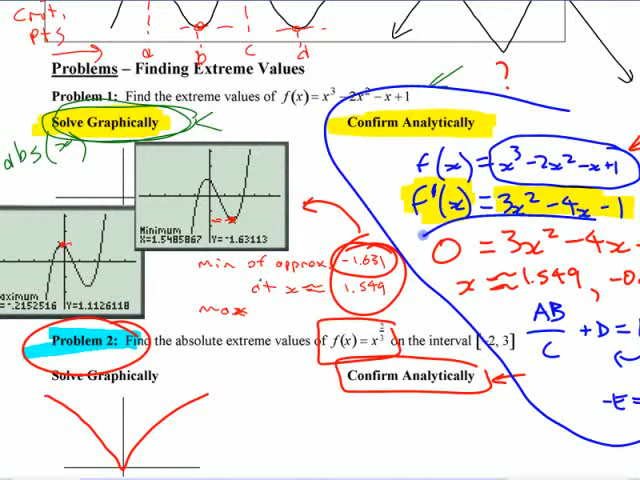 Crit.
pts
a b c d
?
Problems – Finding Extreme Values
Problem 1: Find the extreme values of f(x) = x³ – 2x² – x + 1
Solve Graphically
Confirm Analytically
abs(x)
f(x) = x³ – 2x² – x + 1
f'(x) = 3x² – 4x – 1
Minimum
X=1.5485867 Y=-1.63113
0 = 3x² – 4x –
min of approx. -1.631
at x ≈ 1.549
x ≈ 1.549, -0.
aximum
X=-.2152516 Y=1.1126118
max
AB
C
+ D =
-E =
Problem 2: Find the absolute extreme values of f(x) = x^(2/3) on the interval [-2, 3]
Solve Graphically
Confirm Analytically